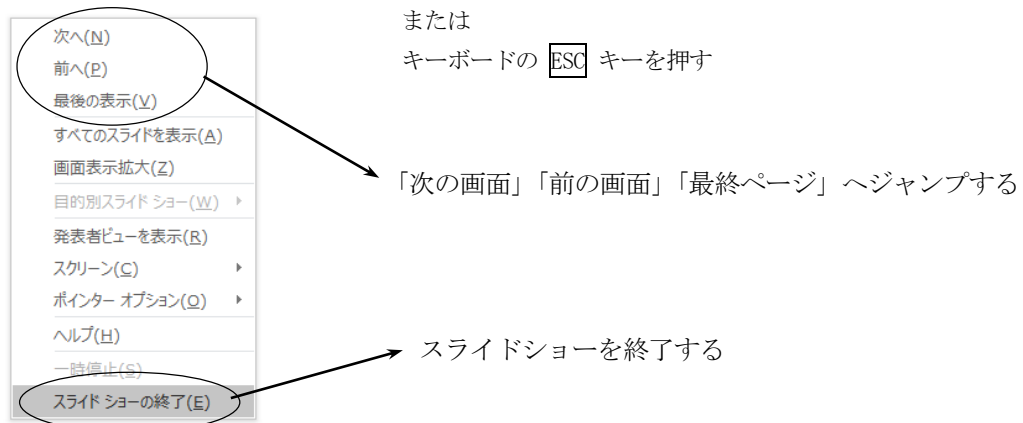 次へ(N)
前へ(P)
最後の表示(V)
すべてのスライドを表示(A)
画面表示拡大(Z)
目的別スライド ショー(W)
発表者ビューを表示(R)
スクリーン(C)
ポインター オプション(O)
ヘルプ(H)
一時停止(S)
スライド ショーの終了(E)
または
キーボードの ESC キーを押す
「次の画面」「前の画面」「最終ページ」へジャンプする
スライドショーを終了する